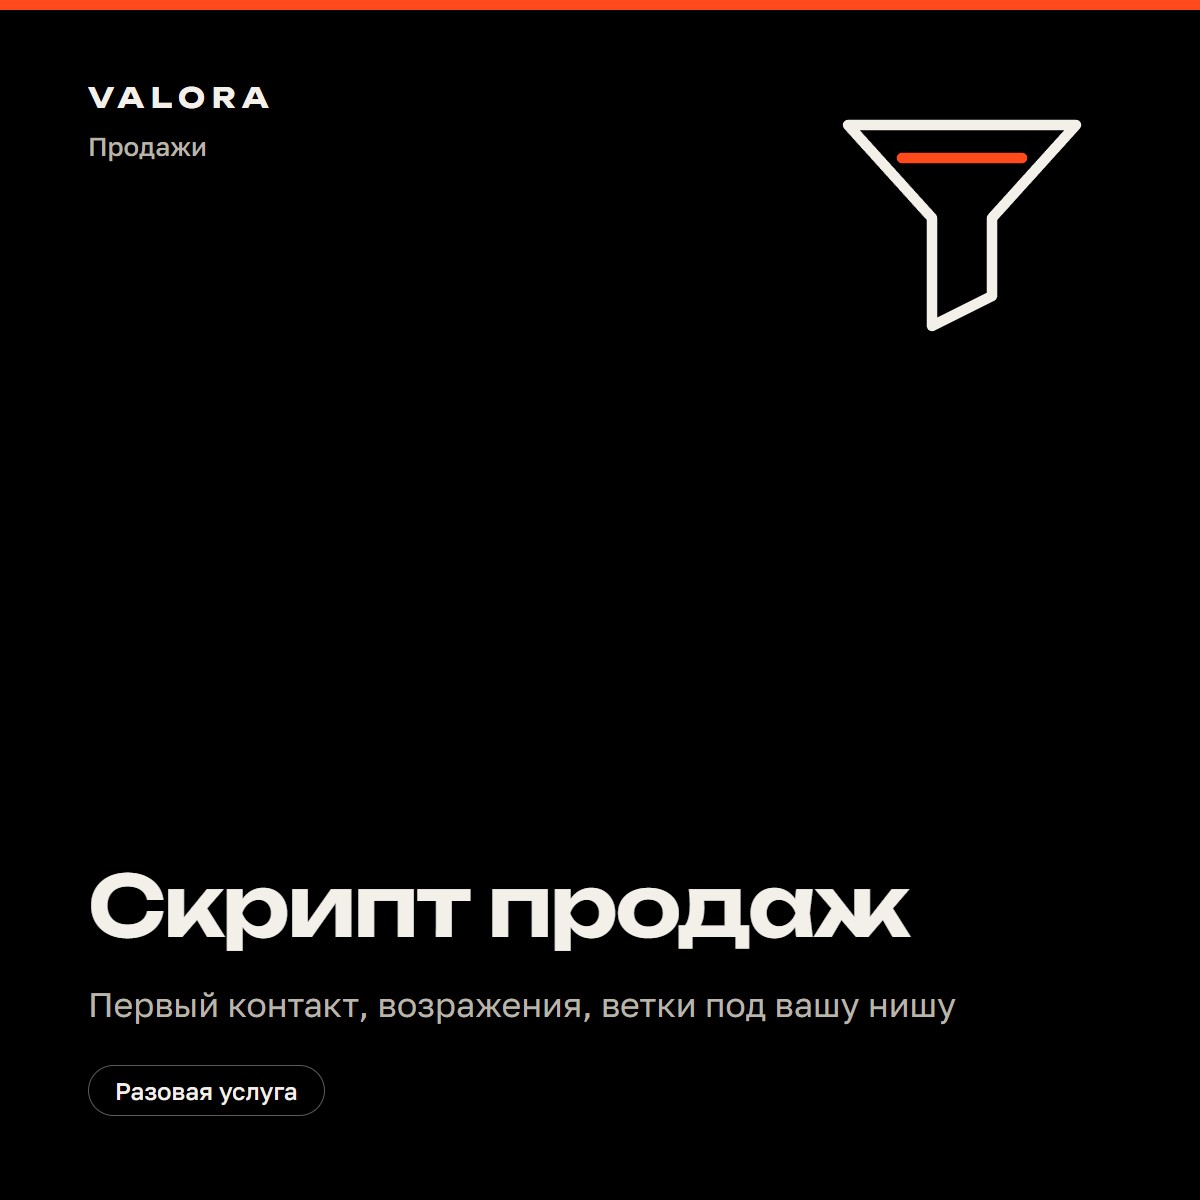 VALORA
Продажи
Скрипт продаж
Первый контакт, возражения, ветки под вашу нишу
Разовая услуга